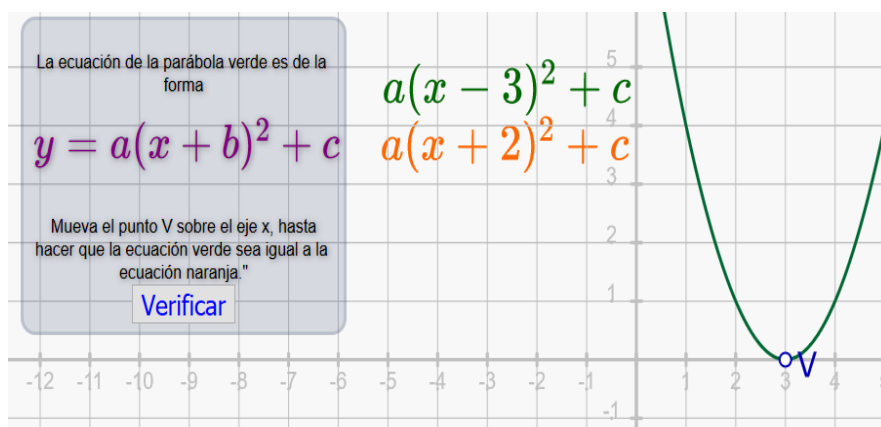 La ecuación de la parábola verde es de la
forma
y = a(x + b)² + c
Mueva el punto V sobre el eje x, hasta
hacer que la ecuación verde sea igual a la
ecuación naranja."
Verificar
a(x − 3)² + c
a(x + 2)² + c
5
4
3
2
1
-12 -11 -10 -9 -8 -7 -6 -5 -4 -3 -2 -1 1 2 3 4
V
-1